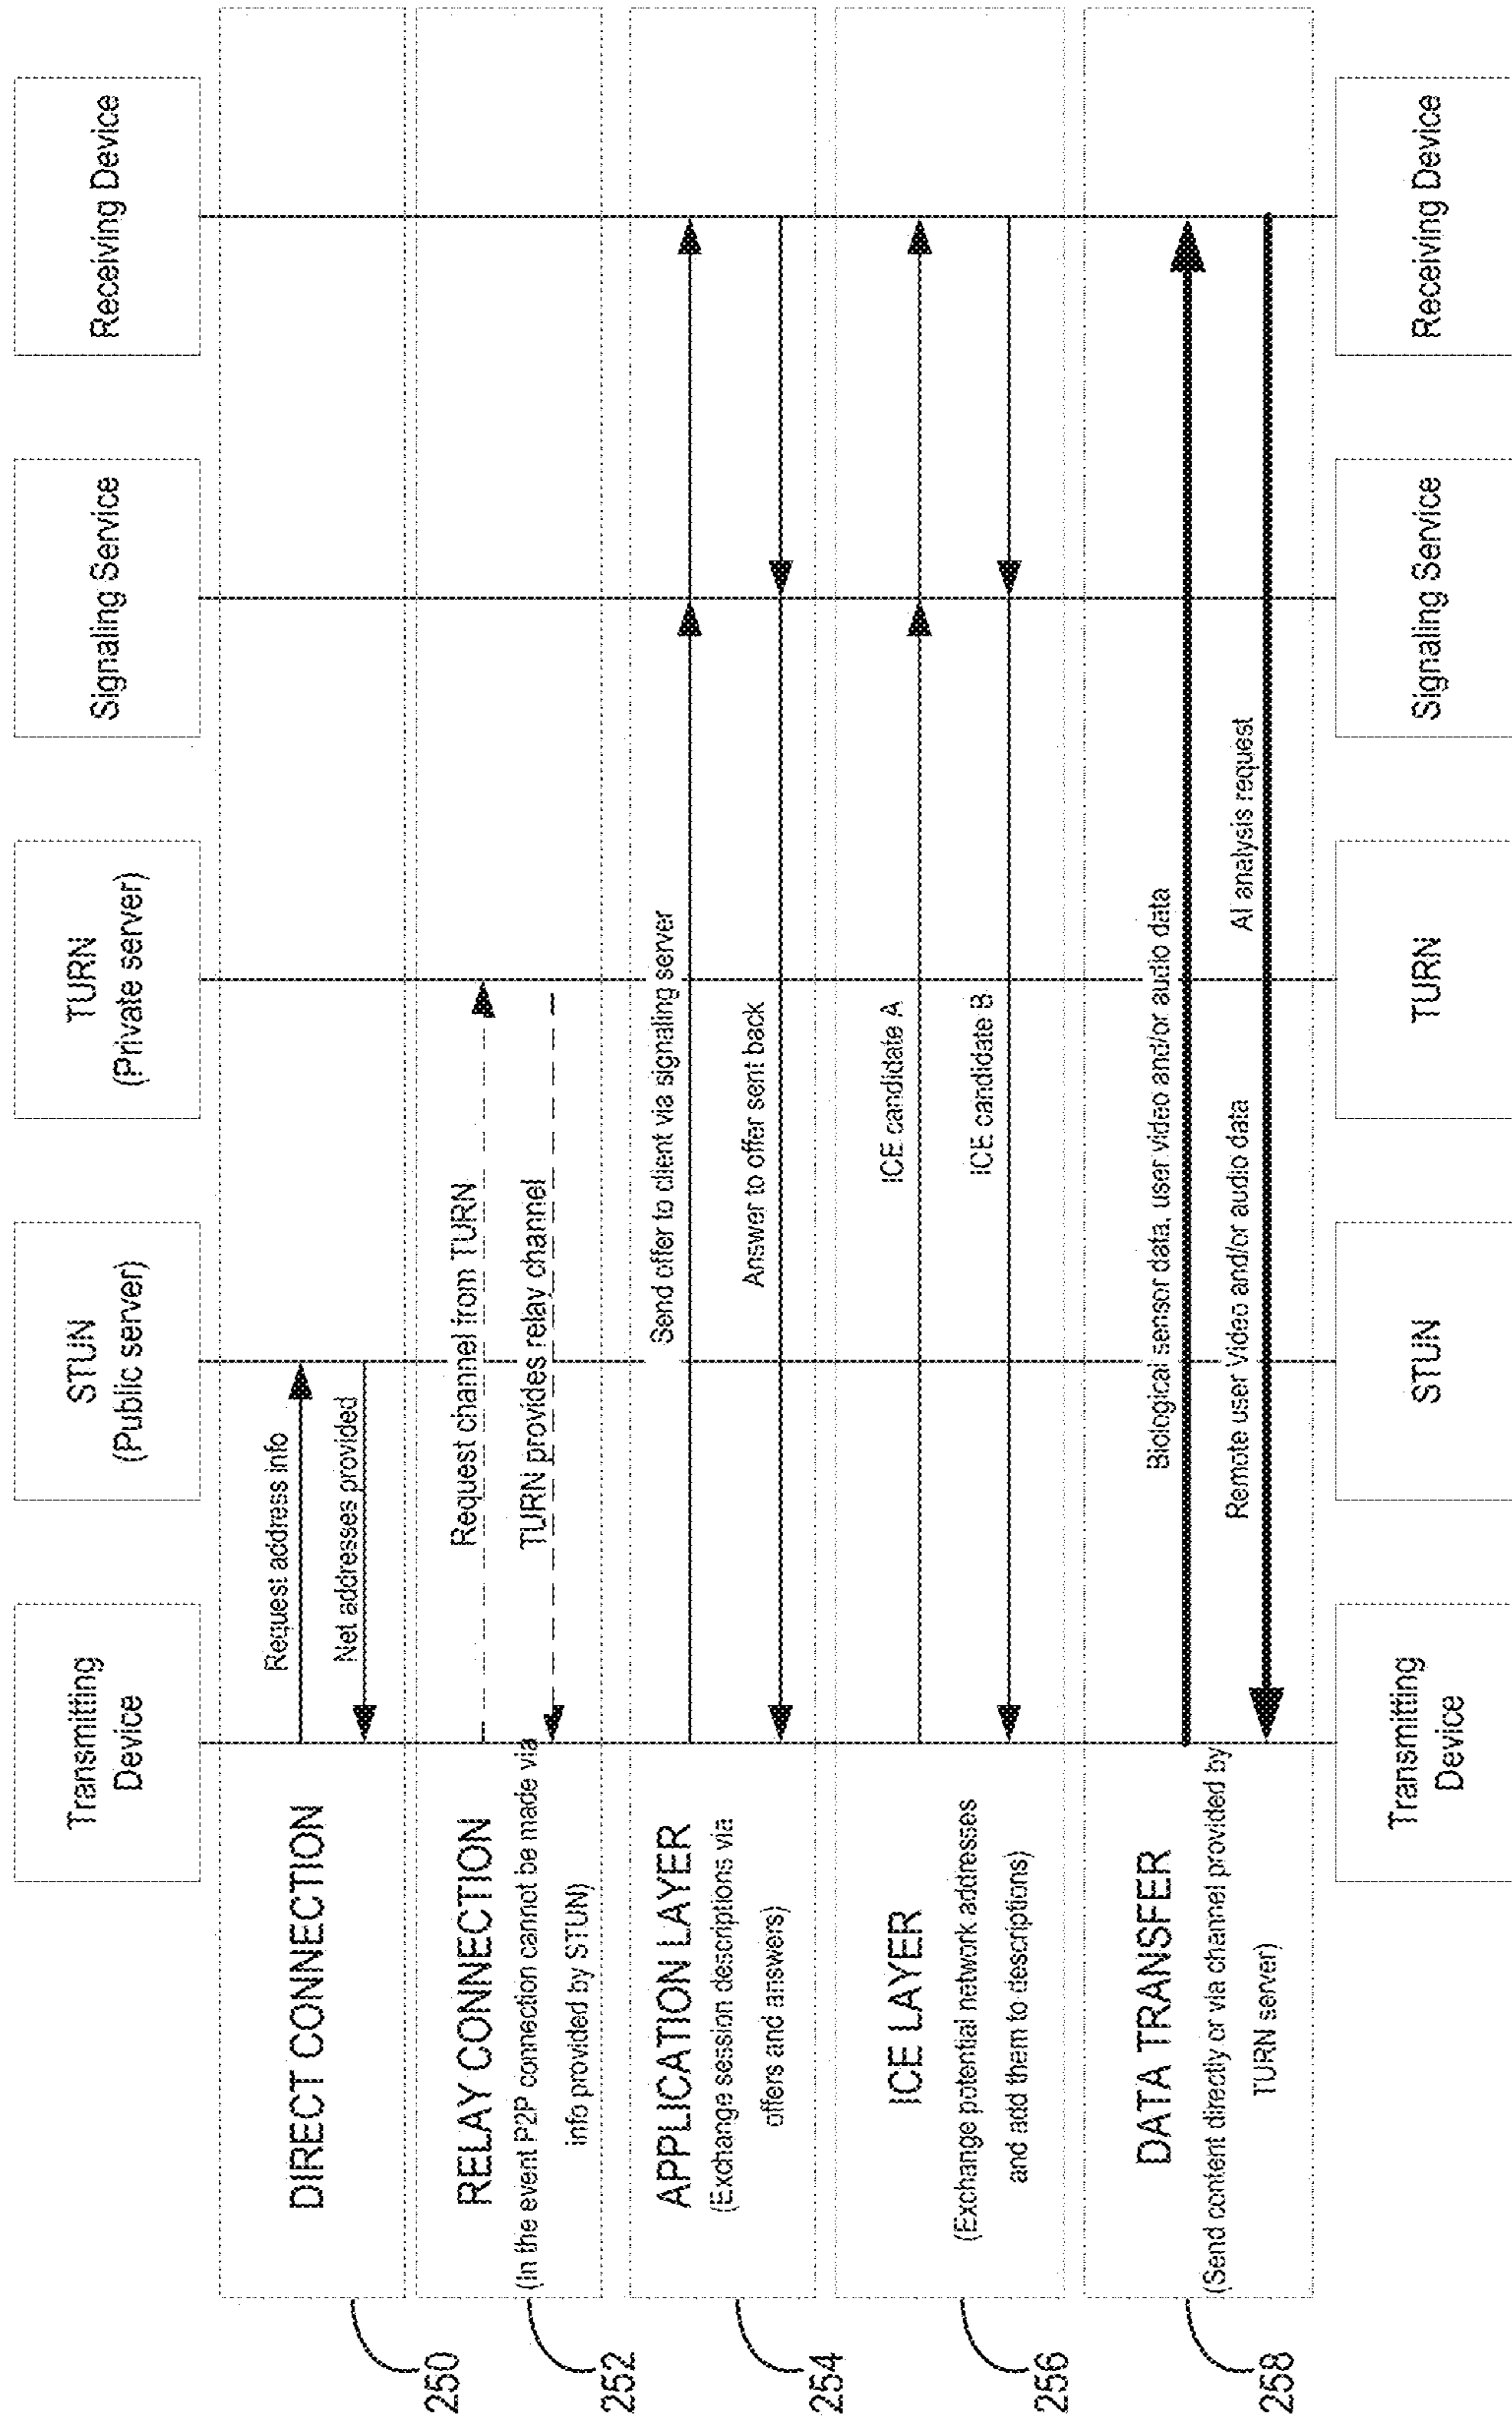 Transmitting
Device
STUN
(Public server)
TURN
(Private server)
Signaling Service
Receiving Device
DIRECT CONNECTION
Request address info
Net addresses provided
250
RELAY CONNECTION
(In the event P2P connection cannot be made via
info provided by STUN)
Request channel from TURN
TURN provides relay channel
252
APPLICATION LAYER
(Exchange session descriptions via
offers and answers)
Send offer to client via signaling server
Answer to offer sent back
254
ICE LAYER
(Exchange potential network addresses
and add them to descriptions)
ICE candidate A
ICE candidate B
256
DATA TRANSFER
(Send content directly or via channel provided by
TURN server)
Biological sensor data, user video and/or audio data
Remote user Video and/or audio data
AI analysis request
258
Transmitting
Device
STUN
TURN
Signaling Service
Receiving Device